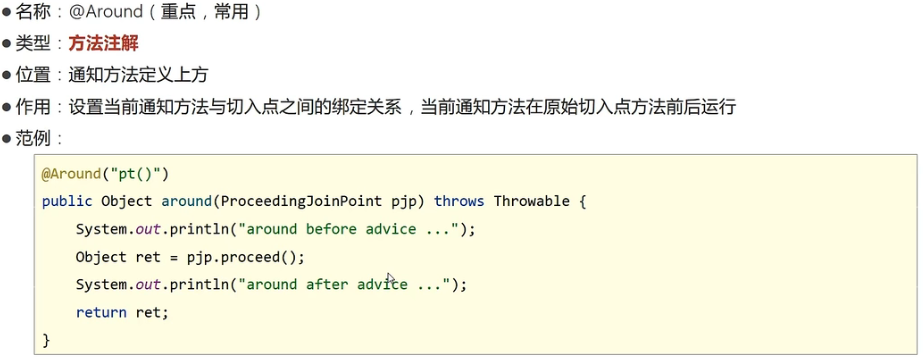 ● 名称：@Around（重点，常用）
● 类型：方法注解
● 位置：通知方法定义上方
● 作用：设置当前通知方法与切入点之间的绑定关系，当前通知方法在原始切入点方法前后运行
● 范例：
@Around("pt()")
public Object around(ProceedingJoinPoint pjp) throws Throwable {
    System.out.println("around before advice ...");
    Object ret = pjp.proceed();
    System.out.println("around after advice ...");
    return ret;
}